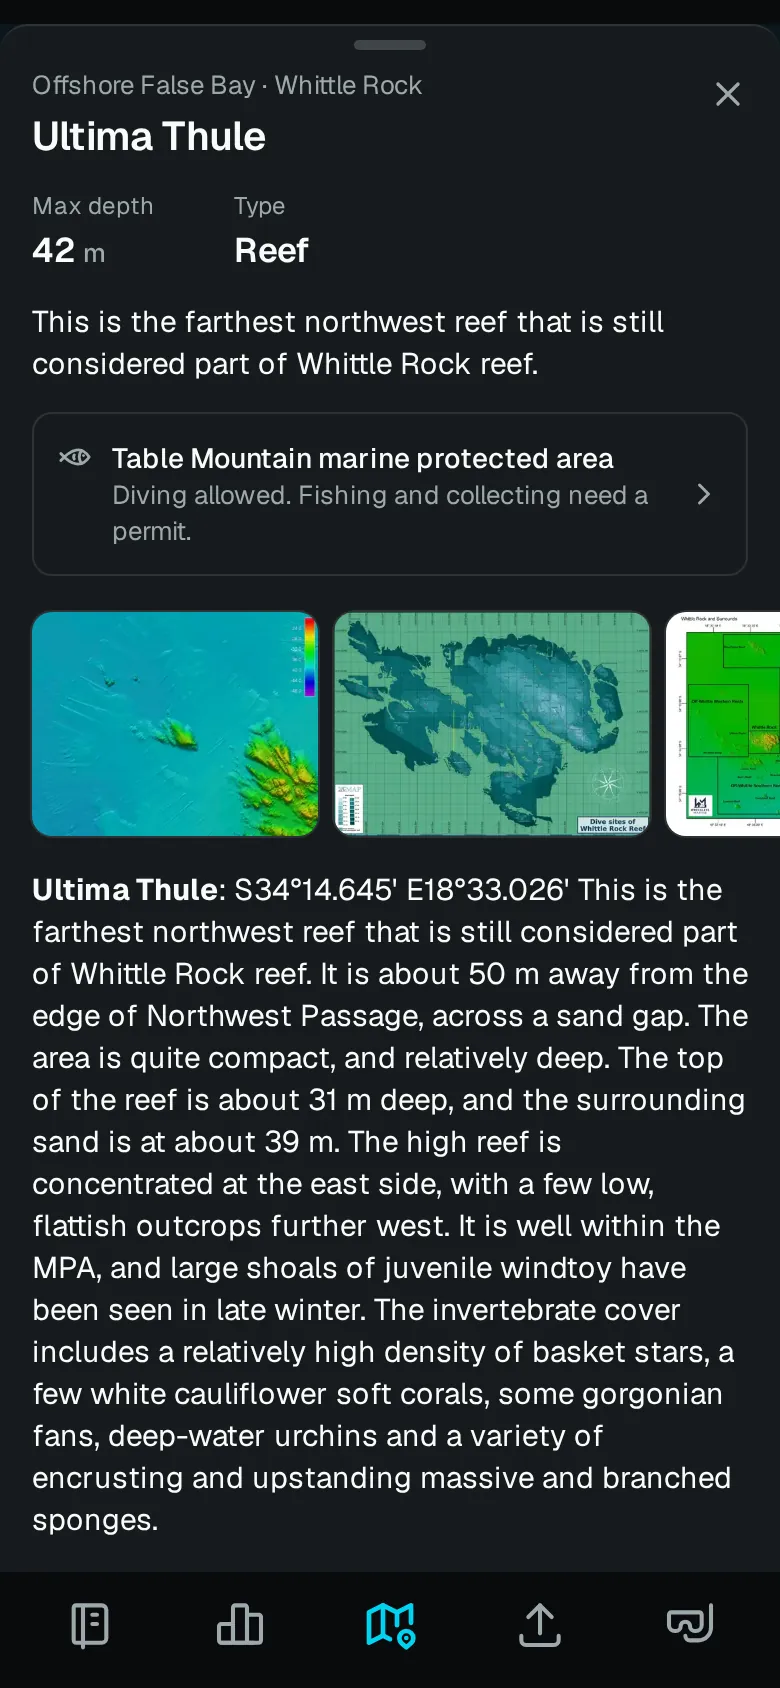 Offshore False Bay · Whittle Rock
Ultima Thule
Max depth
Type
42 m
Reef
This is the farthest northwest reef that is still
considered part of Whittle Rock reef.
Table Mountain marine protected area
Diving allowed. Fishing and collecting need a
permit.
Whittle Rock and Surrounds
Dive sites of
Whittle Rock Reef
Ultima Thule: S34°14.645' E18°33.026' This is the
farthest northwest reef that is still considered part
of Whittle Rock reef. It is about 50 m away from the
edge of Northwest Passage, across a sand gap. The
area is quite compact, and relatively deep. The top
of the reef is about 31 m deep, and the surrounding
sand is at about 39 m. The high reef is
concentrated at the east side, with a few low,
flattish outcrops further west. It is well within the
MPA, and large shoals of juvenile windtoy have
been seen in late winter. The invertebrate cover
includes a relatively high density of basket stars, a
few white cauliflower soft corals, some gorgonian
fans, deep-water urchins and a variety of
encrusting and upstanding massive and branched
sponges.